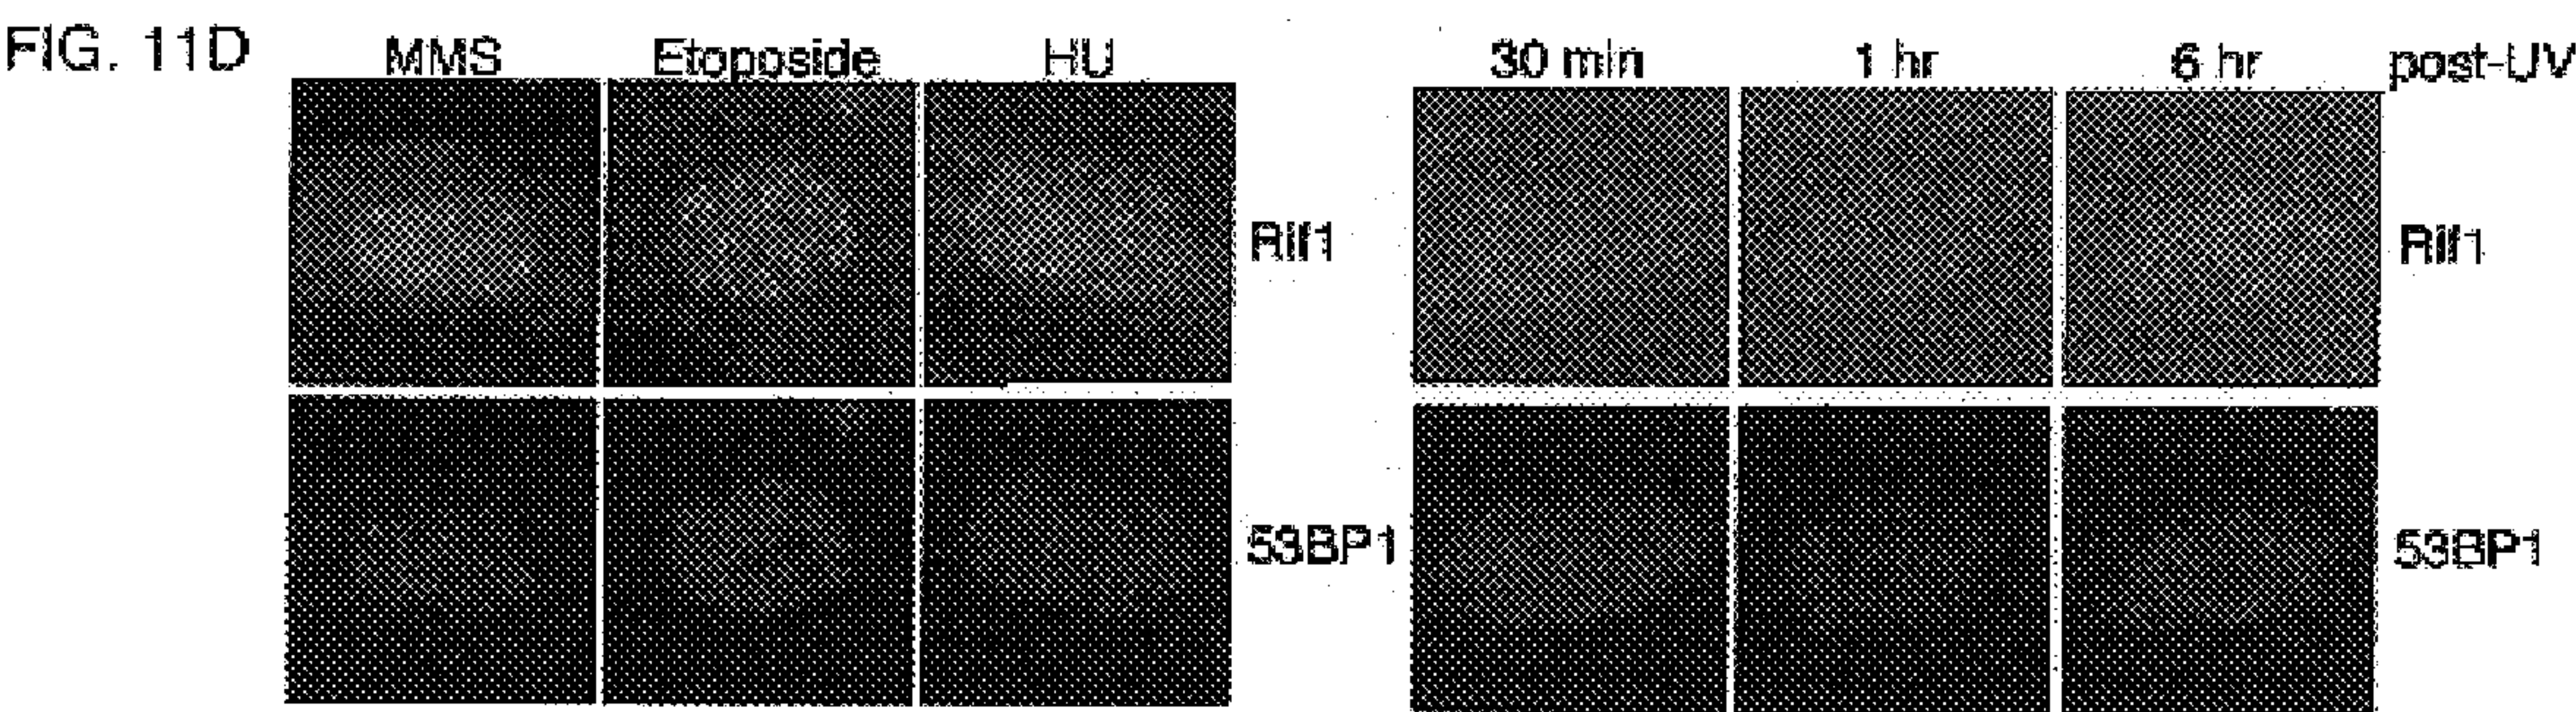 FIG. 11D
MMS Etoposide HU 30 min 1 hr 6 hr post-UV
Rif1 Rif1
53BP1 53BP1